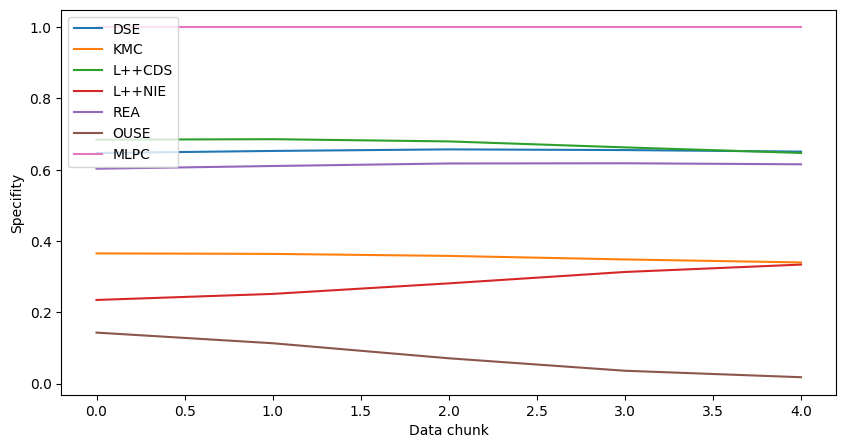 1.0
0.8
0.6
0.4
0.2
0.0
Specifity
DSE
KMC
L++CDS
L++NIE
REA
OUSE
MLPC
0.0 0.5 1.0 1.5 2.0 2.5 3.0 3.5 4.0
Data chunk